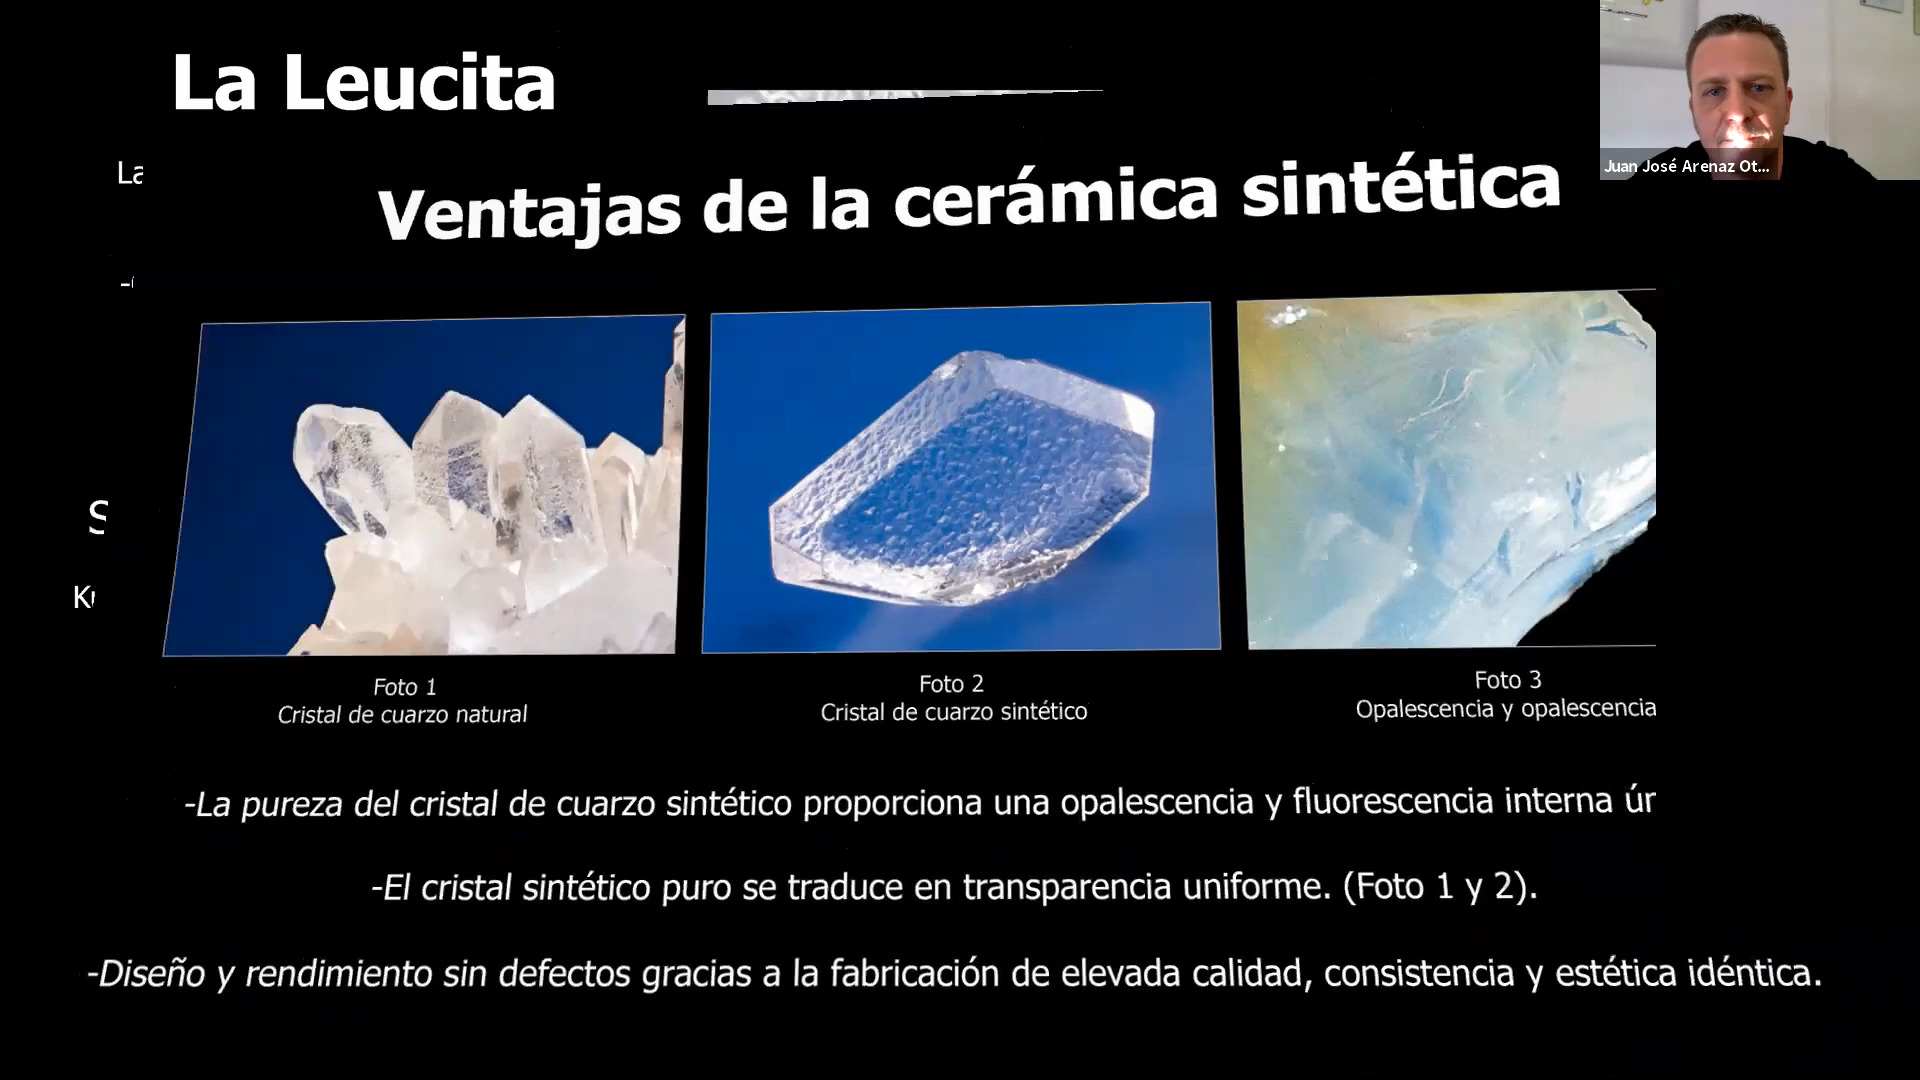 La Leucita
La
Ventajas de la cerámica sintética
Foto 1
Cristal de cuarzo natural
Foto 2
Cristal de cuarzo sintético
Foto 3
Opalescencia y opalescencia
-La pureza del cristal de cuarzo sintético proporciona una opalescencia y fluorescencia interna
-El cristal sintético puro se traduce en transparencia uniforme. (Foto 1 y 2).
-Diseño y rendimiento sin defectos gracias a la fabricación de elevada calidad, consistencia y estética idéntica.
Juan José Arenaz Ot...